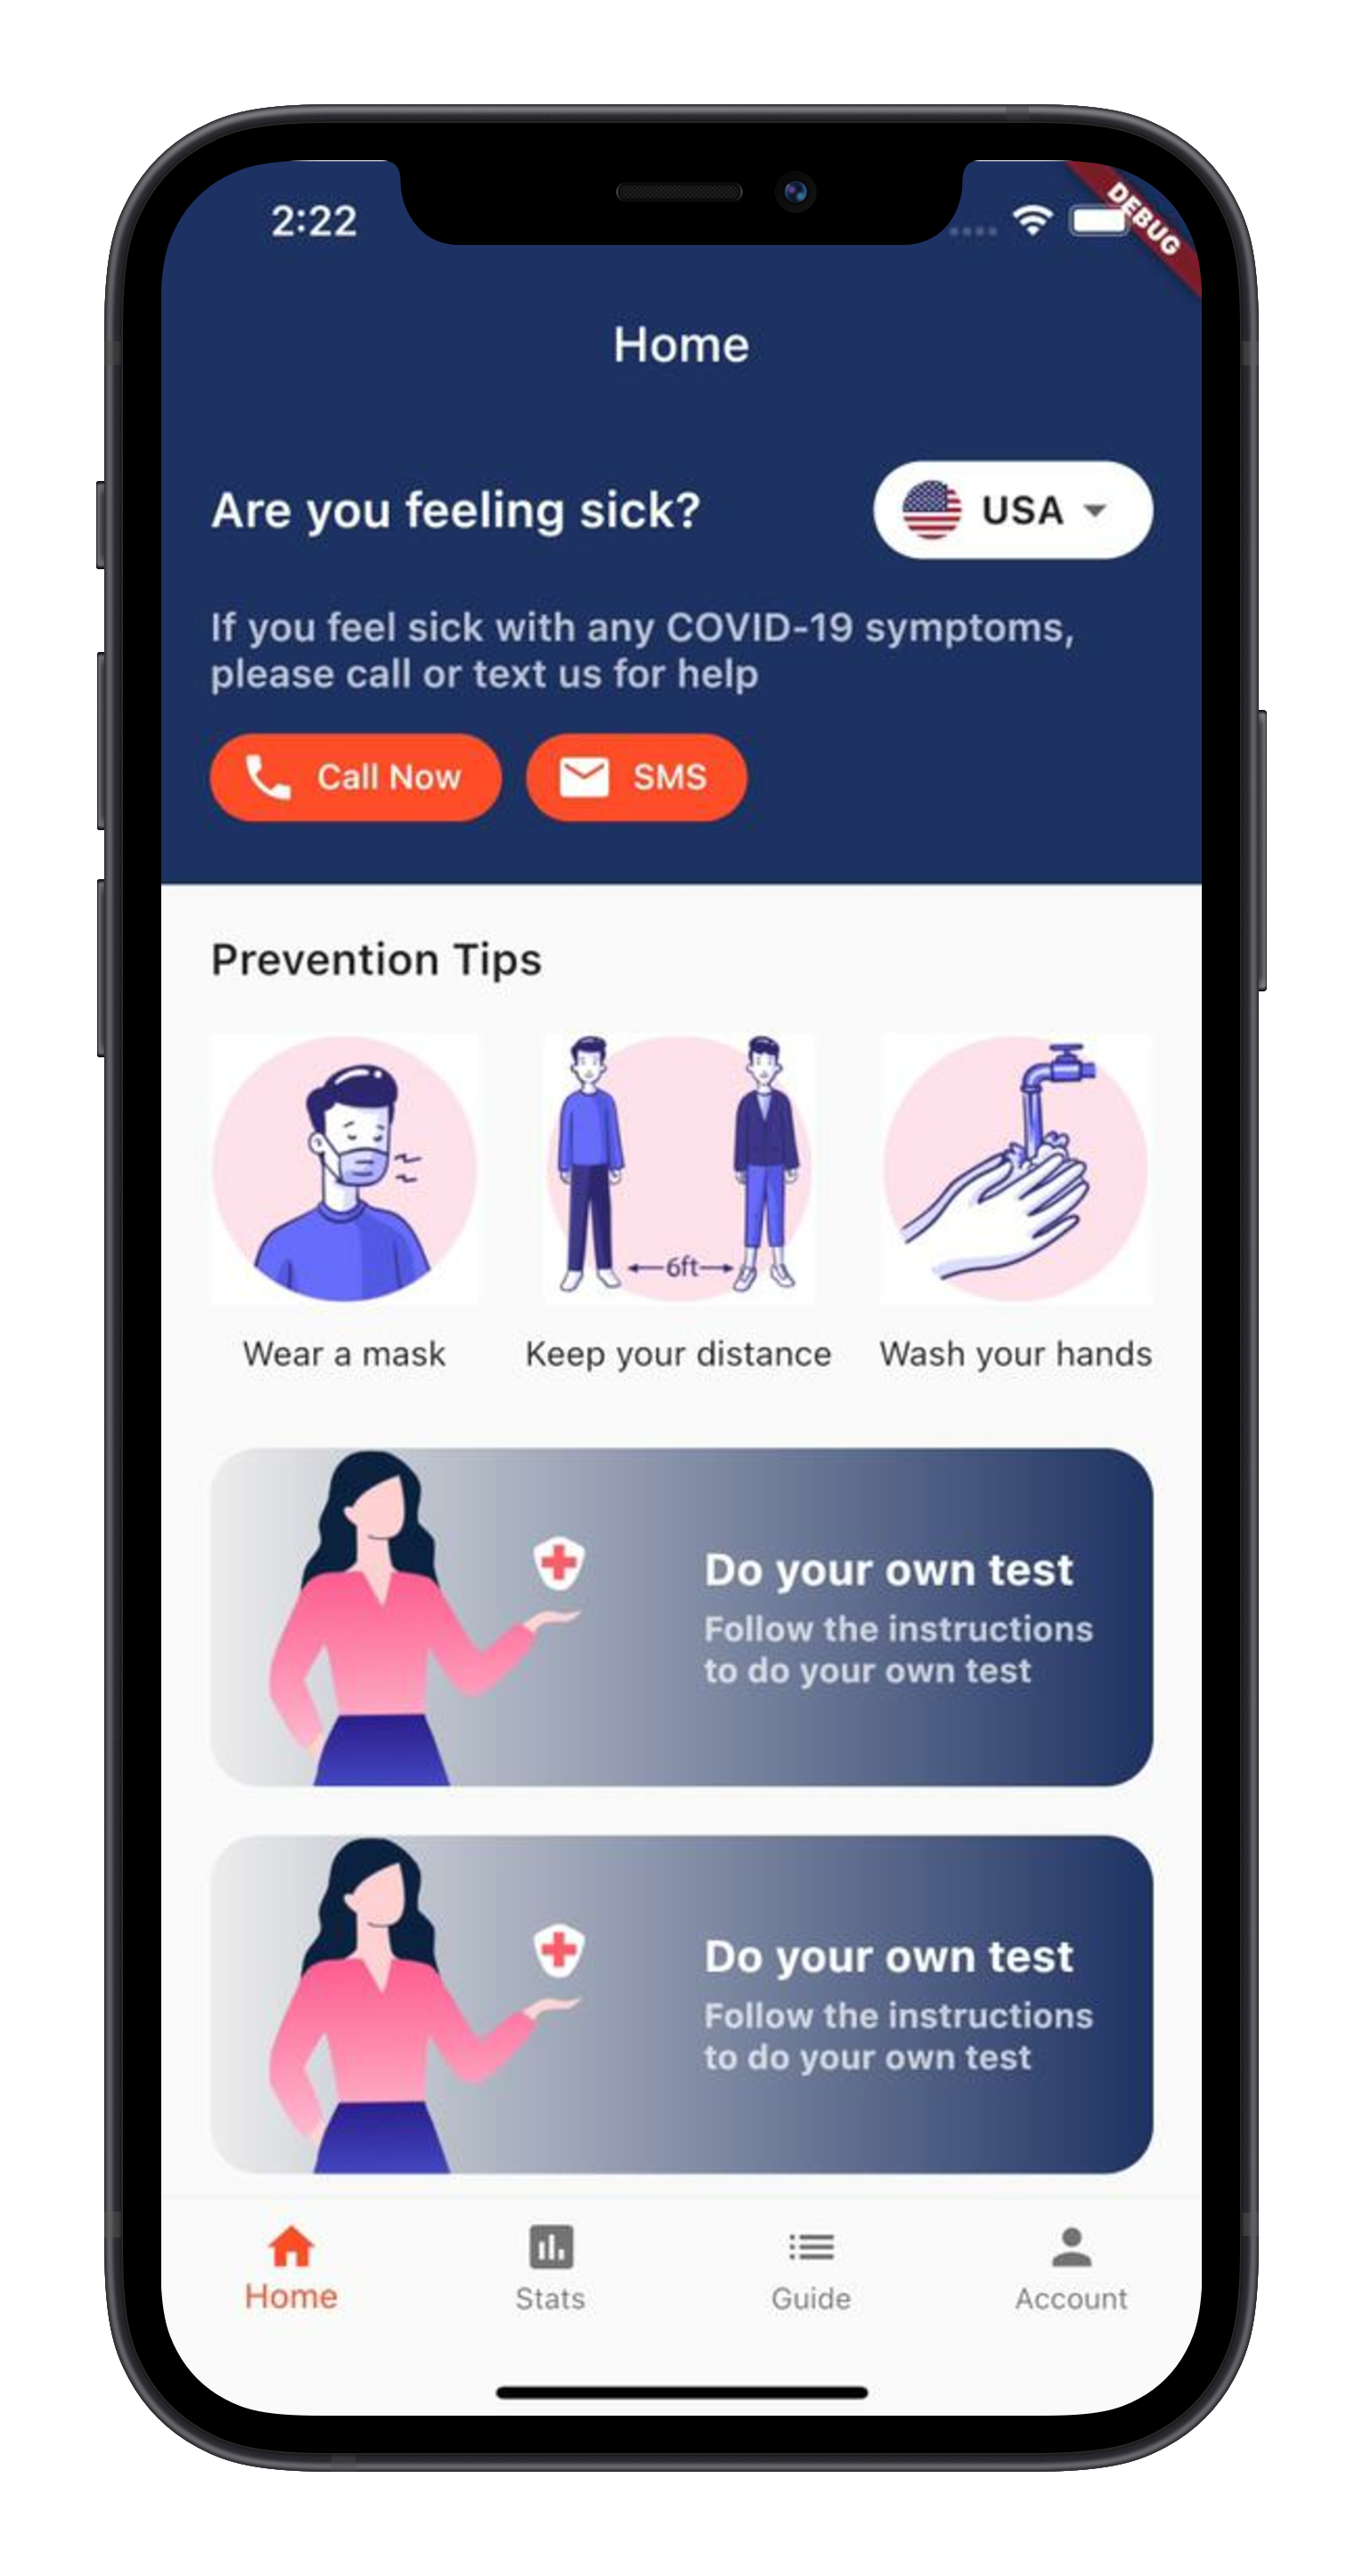 2:22
DEBUG
Home
Are you feeling sick?
USA
If you feel sick with any COVID-19 symptoms,
please call or text us for help
Call Now
SMS
Prevention Tips
6ft
Wear a mask
Keep your distance
Wash your hands
Do your own test
Follow the instructions
to do your own test
Do your own test
Follow the instructions
to do your own test
Home
Stats
Guide
Account